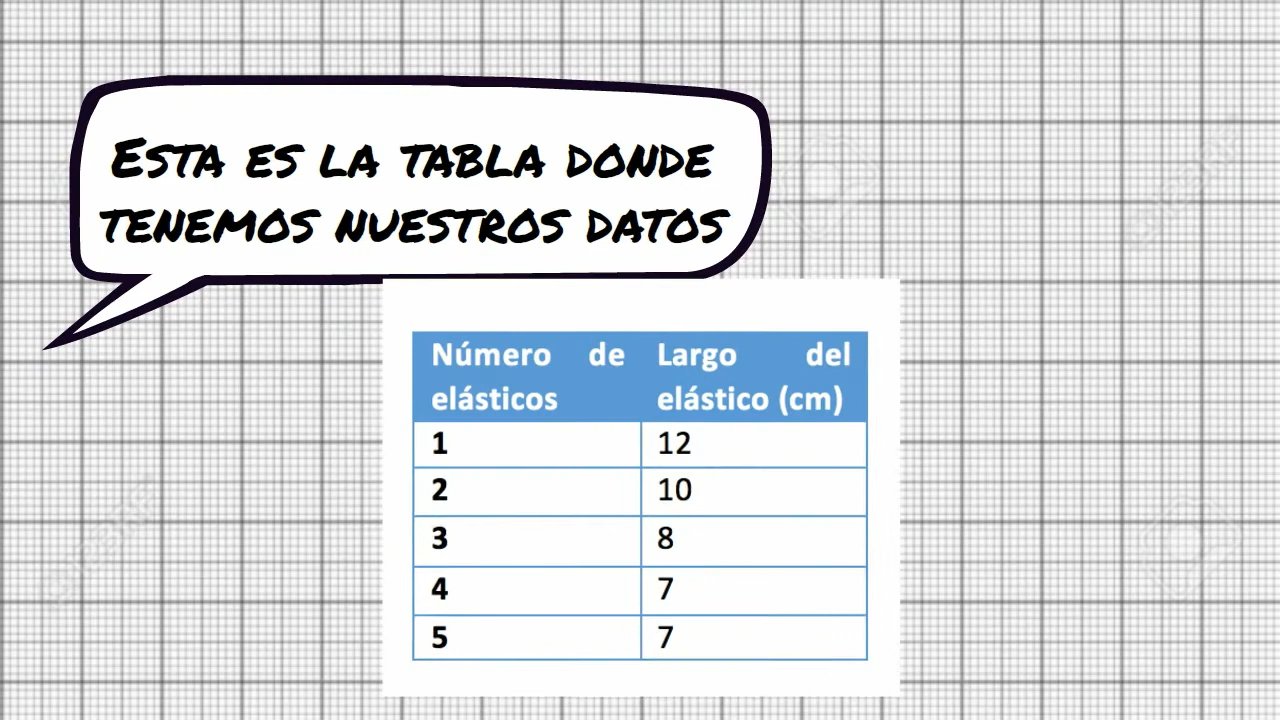 ESTA ES LA TABLA DONDE
TENEMOS NUESTROS DATOS
Número de elásticos Largo del elástico (cm)
1 12
2 10
3 8
4 7
5 7